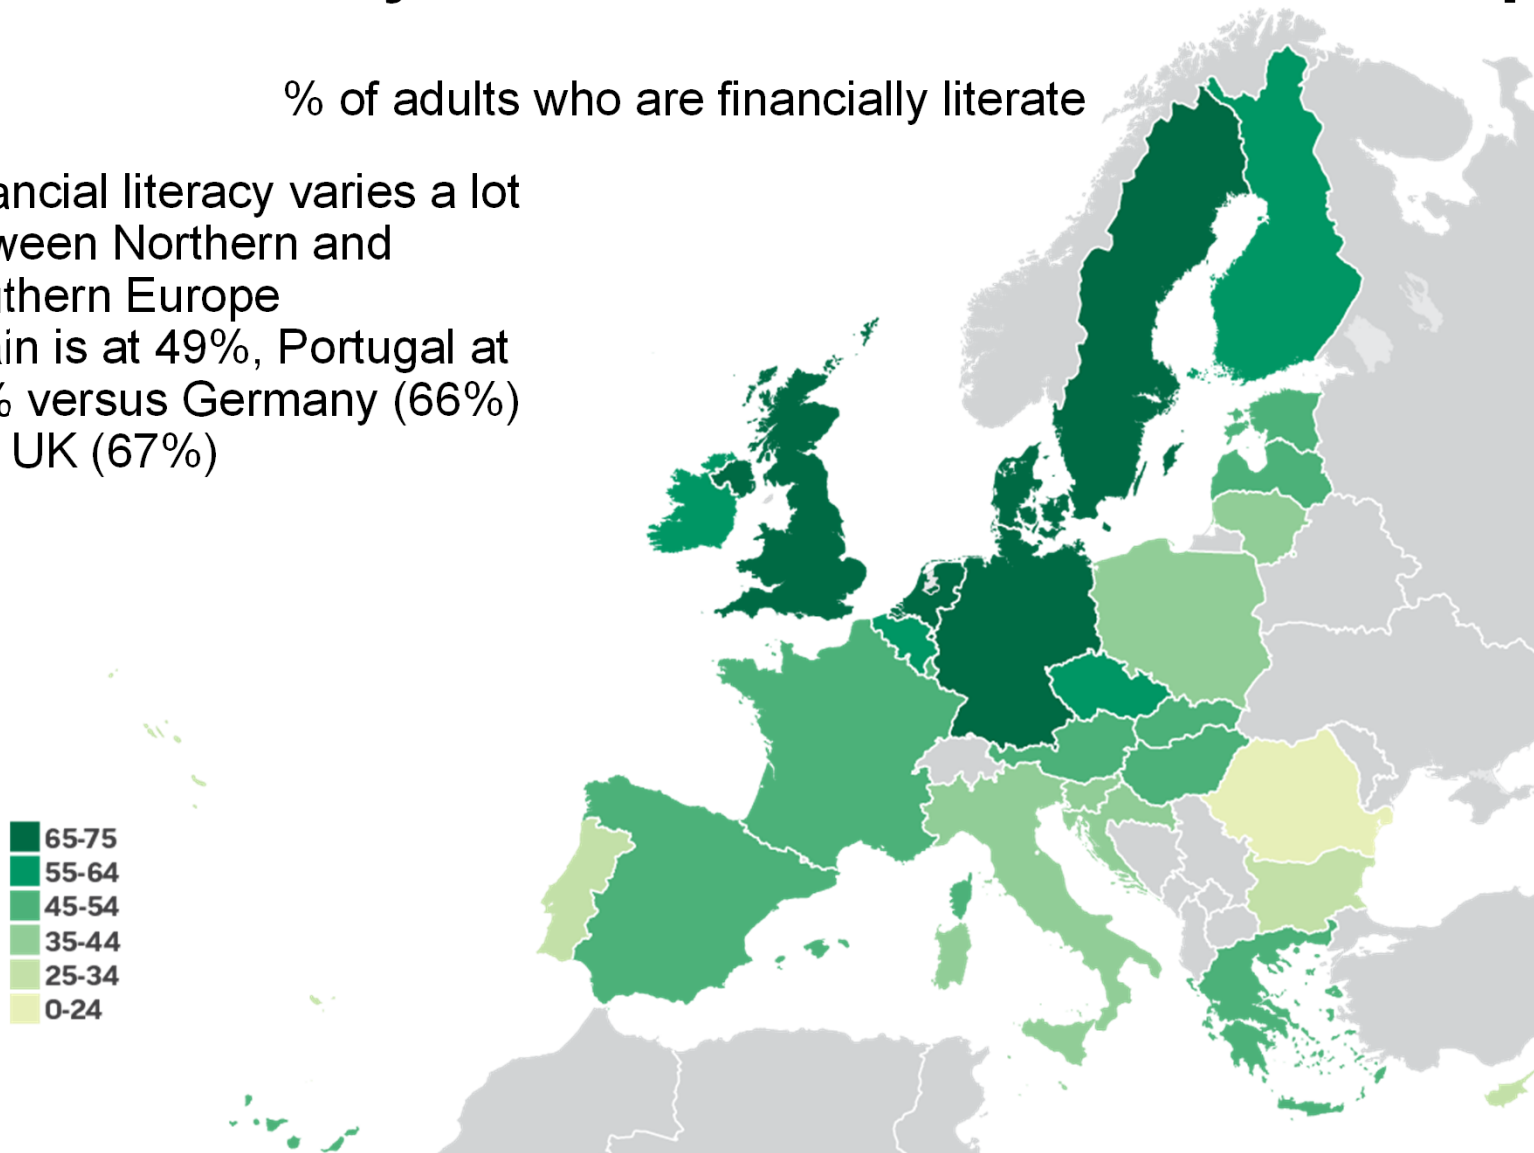 % of adults who are financially literate
ancial literacy varies a lot
ween Northern and
thern Europe
in is at 49%, Portugal at
% versus Germany (66%)
UK (67%)
65-75
55-64
45-54
35-44
25-34
0-24